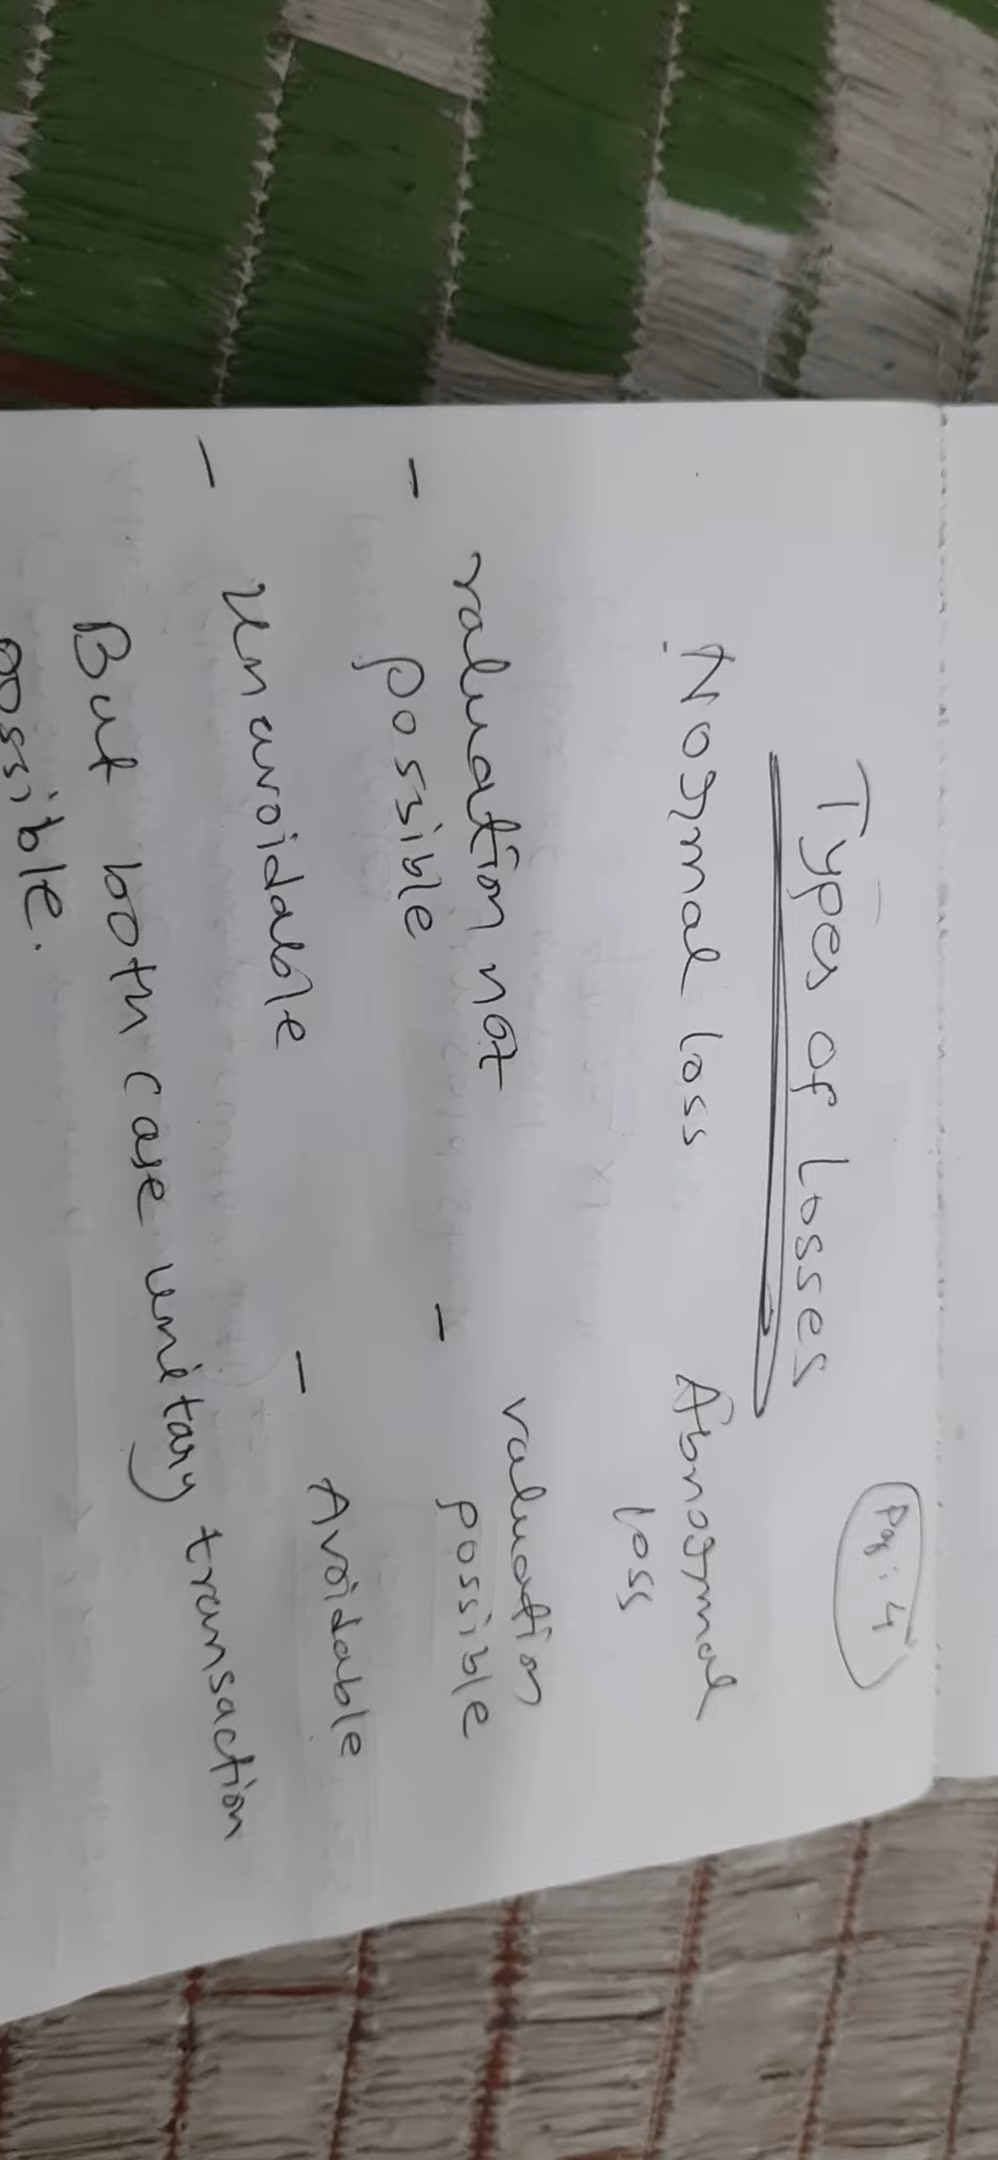 Pag: 4
Types of Losses
Normal loss
Abnormal
loss
- valuation not
possible
- valuation
possible
- unavoidable
- Avoidable
But both case unitary transaction
possible.